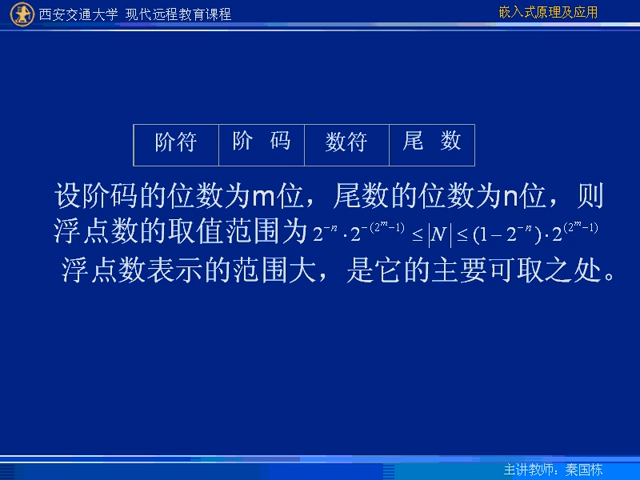 西安交通大学 现代远程教育课程
嵌入式原理及应用
阶符 阶 码 数符 尾 数
设阶码的位数为m位，尾数的位数为n位，则
浮点数的取值范围为 2^{-n}·2^{-(2^m-1)} ≤ |N| ≤ (1-2^{-n})·2^{(2^m-1)}
浮点数表示的范围大，是它的主要可取之处。
主讲教师：秦国栋